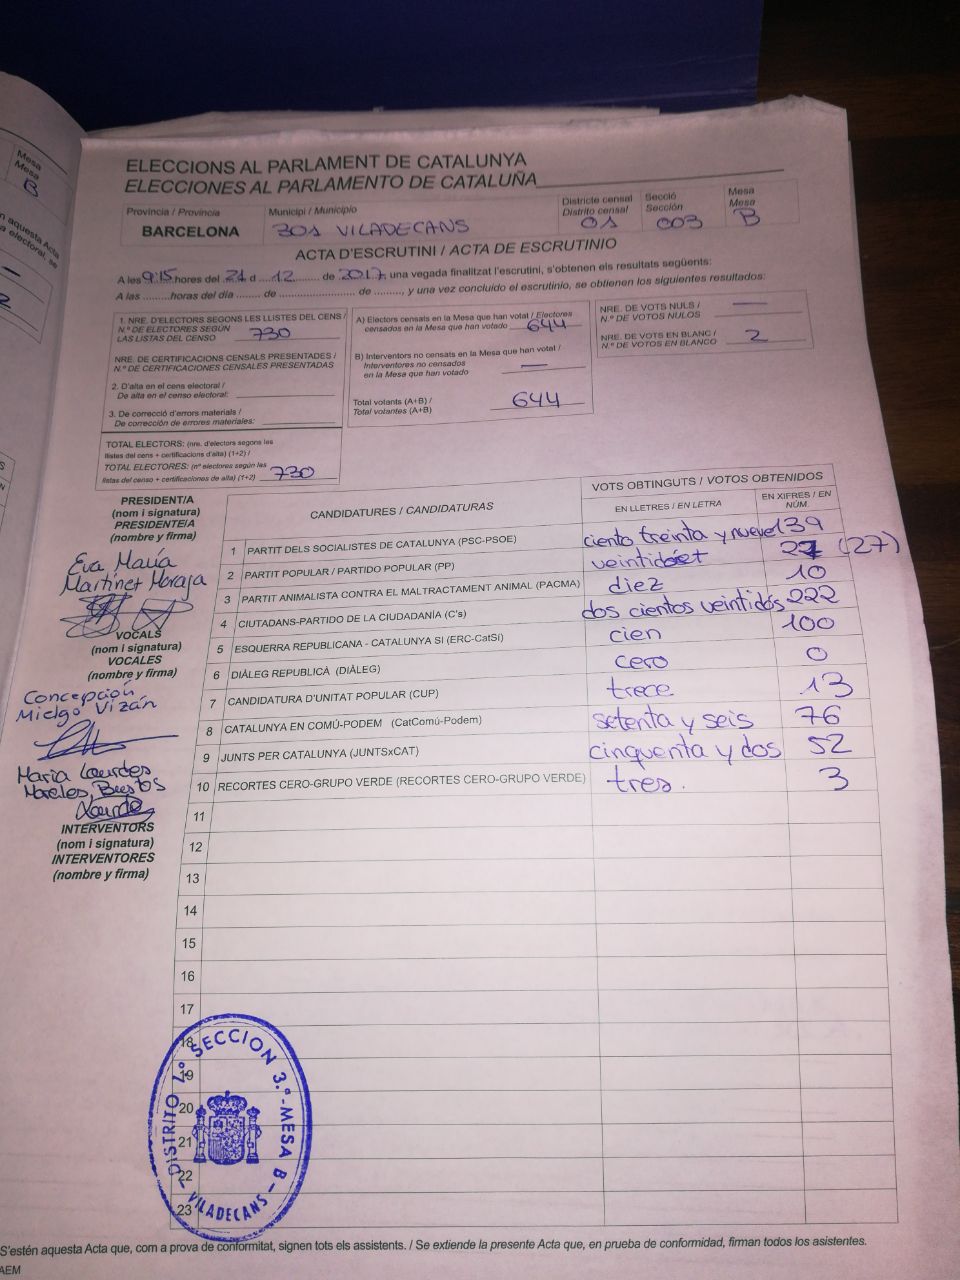 Mesa
Mesa
B
n aquesta Acta
a electoral, se
ELECCIONS AL PARLAMENT DE CATALUNYA
ELECCIONES AL PARLAMENTO DE CATALUÑA
Província / Provincia
BARCELONA
Municipi / Municipio
301 VILADECANS
Districte censal
Distrito censal
01
Secció
Sección
003
Mesa
Mesa
B
ACTA D'ESCRUTINI / ACTA DE ESCRUTINIO
A les 9:15 hores del 21 d 12 de 2017, una vegada finalitzat l'escrutini, s'obtenen els resultats següents:
A las ......... horas del día ....... de ........................ de ........., y una vez concluido el escrutinio, se obtienen los siguientes resultados:
1. NRE. D'ELECTORS SEGONS LES LLISTES DEL CENS /
N.º DE ELECTORES SEGÚN
LAS LISTAS DEL CENSO 730
NRE. DE CERTIFICACIONS CENSALS PRESENTADES /
N.º DE CERTIFICACIONES CENSALES PRESENTADAS
2. D'alta en el cens electoral /
De alta en el censo electoral:
3. De correcció d'errors materials /
De corrección de errores materiales:
TOTAL ELECTORS: (nre. d'electors segons les
llistes del cens + certificacions d'alta) (1+2) /
TOTAL ELECTORES: (nº electores según las
listas del censo + certificaciones de alta) (1+2) 730
A) Electors censats en la Mesa que han votat / Electores
censados en la Mesa que han votado 644
B) Interventors no censats en la Mesa que han votat /
Interventores no censados
en la Mesa que han votado —
Total votants (A+B) /
Total votantes (A+B) 644
NRE. DE VOTS NULS /
N.º DE VOTOS NULOS —
NRE. DE VOTS EN BLANC /
N.º DE VOTOS EN BLANCO 2
PRESIDENT/A
(nom i signatura)
PRESIDENTE/A
(nombre y firma)
Eva María
Martínez Moraga
VOCALS
(nom i signatura)
VOCALES
(nombre y firma)
Concepción
Mielgo Vizán
María Lourdes
Morales Bustos
Lourdes
INTERVENTORS
(nom i signatura)
INTERVENTORES
(nombre y firma)
CANDIDATURES / CANDIDATURAS
VOTS OBTINGUTS / VOTOS OBTENIDOS
EN LLETRES / EN LETRA
EN XIFRES / EN NÚM.
1 PARTIT DELS SOCIALISTES DE CATALUNYA (PSC-PSOE) ciento treinta y nueve 139
2 PARTIT POPULAR / PARTIDO POPULAR (PP) veintidsiet 27 (27)
3 PARTIT ANIMALISTA CONTRA EL MALTRACTAMENT ANIMAL (PACMA) diez 10
4 CIUTADANS-PARTIDO DE LA CIUDADANÍA (C's) dos cientos veintidós 222
5 ESQUERRA REPUBLICANA - CATALUNYA SI (ERC-CatSí) cien 100
6 DIÀLEG REPUBLICÀ (DIÀLEG) cero 0
7 CANDIDATURA D'UNITAT POPULAR (CUP) trece 13
8 CATALUNYA EN COMÚ-PODEM (CatComú-Podem) setenta y seis 76
9 JUNTS PER CATALUNYA (JUNTSxCAT) cinquenta y dos 52
10 RECORTES CERO-GRUPO VERDE (RECORTES CERO-GRUPO VERDE) tres. 3
11
12
13
14
15
16
17
18
19
20
21
22
23
DISTRITO 1.º SECCION 3.ª - MESA B - VILADECANS -
S'estén aquesta Acta que, com a prova de conformitat, signen tots els assistents. / Se extiende la presente Acta que, en prueba de conformidad, firman todos los asistentes.
AEM